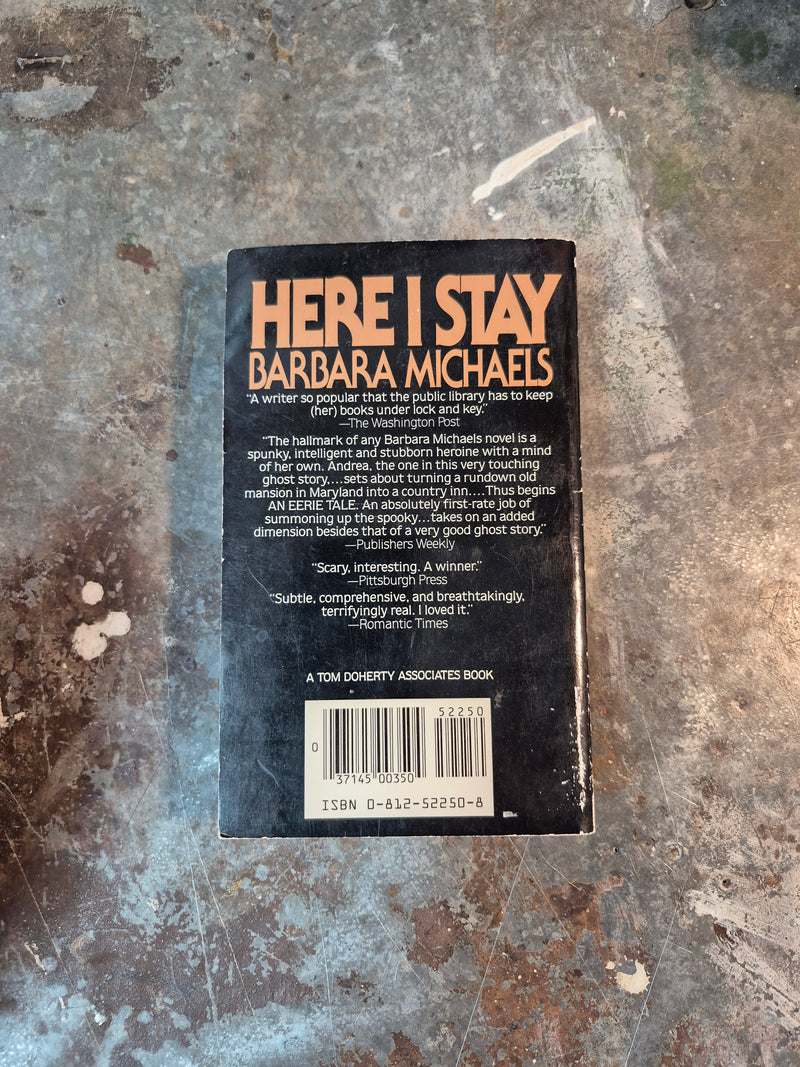 HERE I STAY
BARBARA MICHAELS
“A writer so popular that the public library has to keep
(her) books under lock and key.”
—The Washington Post
“The hallmark of any Barbara Michaels novel is a
spunky, intelligent and stubborn heroine with a mind
of her own. Andrea, the one in this very touching
ghost story,...sets about turning a rundown old
mansion in Maryland into a country inn....Thus begins
AN EERIE TALE. An absolutely first-rate job of
summoning up the spooky...takes on an added
dimension besides that of a very good ghost story.”
—Publishers Weekly
“Scary, interesting. A winner.”
—Pittsburgh Press
“Subtle, comprehensive, and breathtakingly,
terrifyingly real. I loved it.”
—Romantic Times
A TOM DOHERTY ASSOCIATES BOOK
52250
0
37145 00350
ISBN 0-812-52250-8